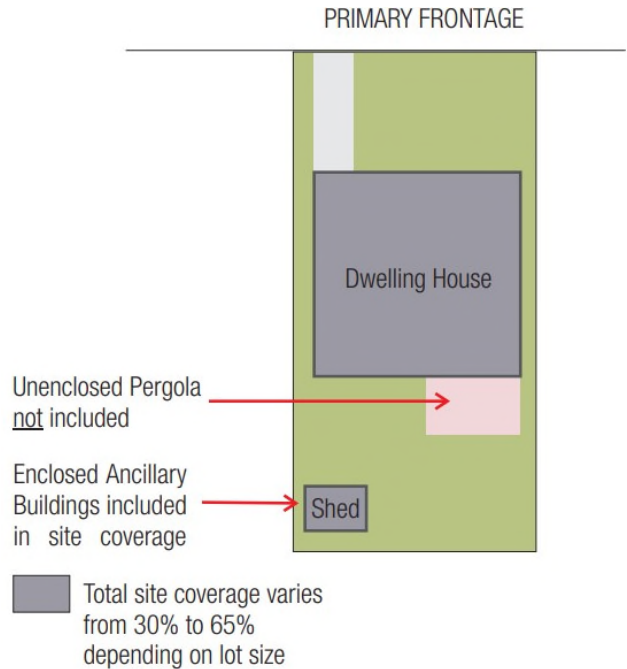 PRIMARY FRONTAGE
Dwelling House
Unenclosed Pergola
not included
Enclosed Ancillary
Buildings included
in site coverage
Shed
Total site coverage varies
from 30% to 65%
depending on lot size